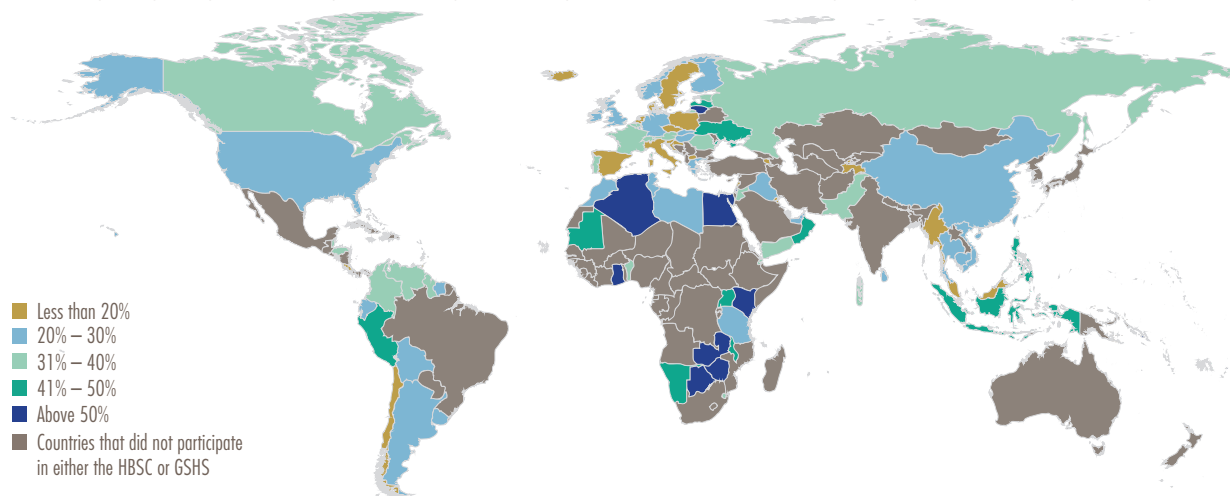 Less than 20%
20% – 30%
31% – 40%
41% – 50%
Above 50%
Countries that did not participate
in either the HBSC or GSHS